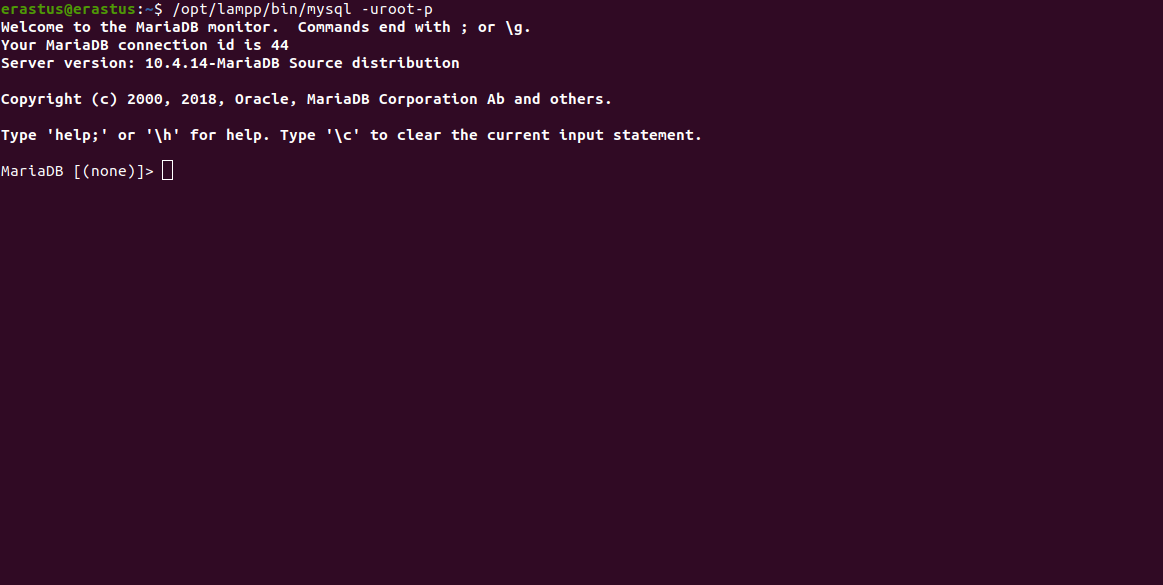 erastus@erastus:~$ /opt/lampp/bin/mysql -uroot-p
Welcome to the MariaDB monitor.  Commands end with ; or \g.
Your MariaDB connection id is 44
Server version: 10.4.14-MariaDB Source distribution
Copyright (c) 2000, 2018, Oracle, MariaDB Corporation Ab and others.
Type 'help;' or '\h' for help. Type '\c' to clear the current input statement.
MariaDB [(none)]>